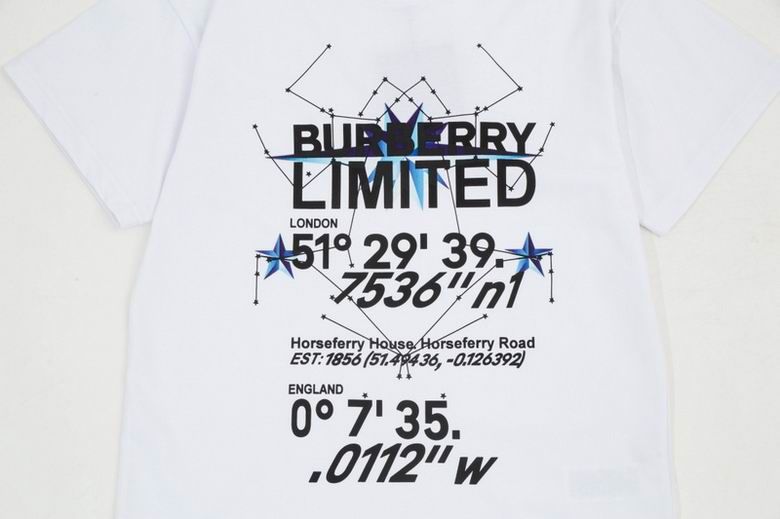 BURBERRY
LIMITED
LONDON
51° 29' 39.
7536" n1
Horseferry House, Horseferry Road
EST: 1856 (51.49436, -0.126392)
ENGLAND
0° 7' 35.
.0112" w